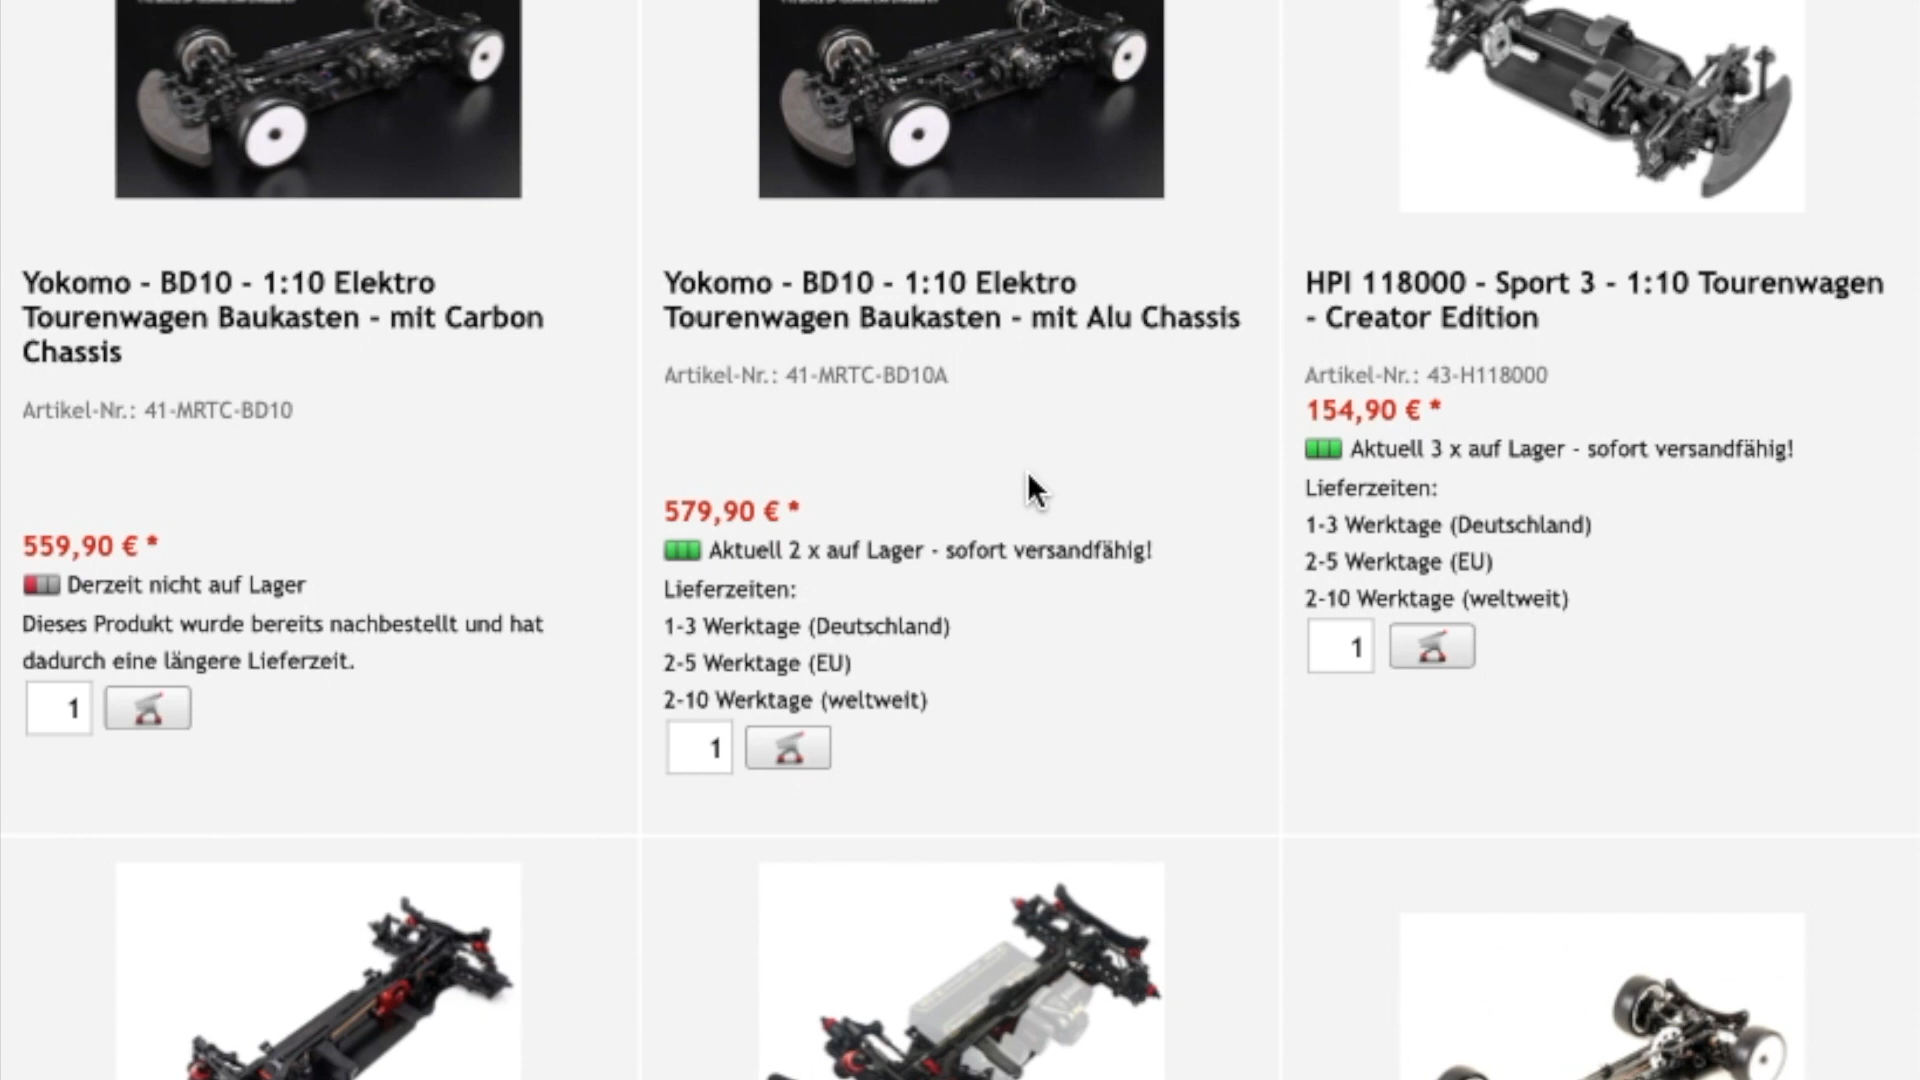 Yokomo - BD10 - 1:10 Elektro
Tourenwagen Baukasten - mit Carbon
Chassis
Artikel-Nr.: 41-MRTC-BD10
559,90 € *
Derzeit nicht auf Lager
Dieses Produkt wurde bereits nachbestellt und hat
dadurch eine längere Lieferzeit.
1
Yokomo - BD10 - 1:10 Elektro
Tourenwagen Baukasten - mit Alu Chassis
Artikel-Nr.: 41-MRTC-BD10A
579,90 € *
Aktuell 2 x auf Lager - sofort versandfähig!
Lieferzeiten:
1-3 Werktage (Deutschland)
2-5 Werktage (EU)
2-10 Werktage (weltweit)
1
HPI 118000 - Sport 3 - 1:10 Tourenwagen
- Creator Edition
Artikel-Nr.: 43-H118000
154,90 € *
Aktuell 3 x auf Lager - sofort versandfähig!
Lieferzeiten:
1-3 Werktage (Deutschland)
2-5 Werktage (EU)
2-10 Werktage (weltweit)
1